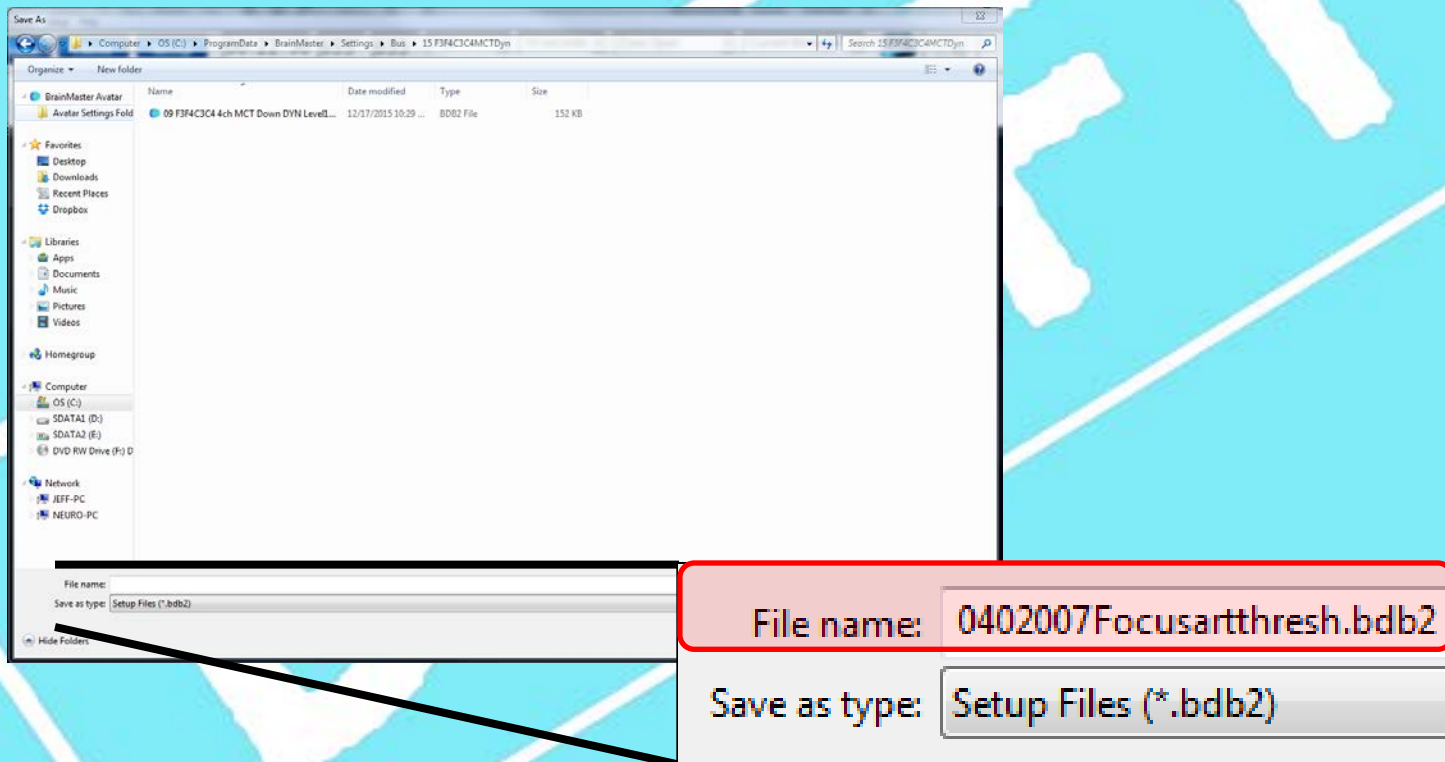 Save As
Computer OS (C:) ProgramData BrainMaster Settings Bus 15 F3F4C3C4MCTDyn
Search 15 F3F4C3C4MCTDyn
Organize New folder
Name Date modified Type Size
BrainMaster Avatar
Avatar Settings Fold
09 F3F4C3C4 4ch MCT Down DYN Level1... 12/17/2015 10:29 ... BDB2 File 152 KB
Favorites
Desktop
Downloads
Recent Places
Dropbox
Libraries
Apps
Documents
Music
Pictures
Videos
Homegroup
Computer
OS (C:)
SDATA1 (D:)
SDATA2 (E:)
DVD RW Drive (F:) D
Network
JEFF-PC
NEURO-PC
File name:
Save as type: Setup Files (*.bdb2)
Hide Folders
File name: 0402007Focusartthresh.bdb2
Save as type: Setup Files (*.bdb2)